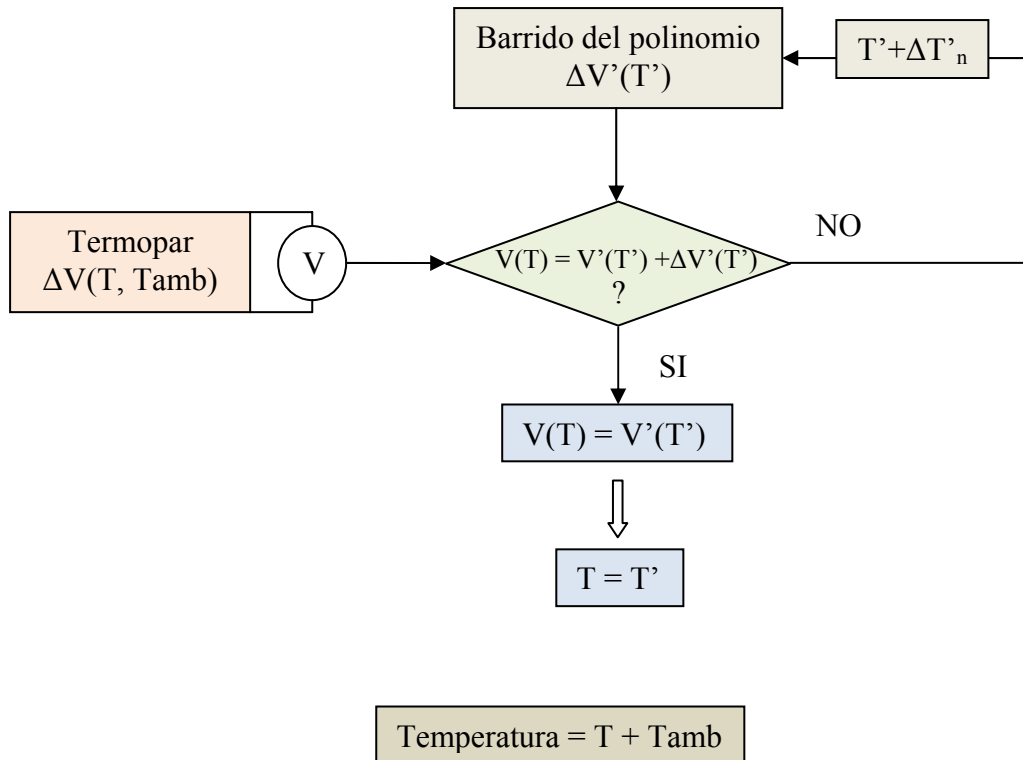 Barrido del polinomio
ΔV’(T’)
T’+ΔT’ₙ
NO
Termopar
ΔV(T, Tamb)
V
V(T) = V’(T’) +ΔV’(T’)
?
SI
V(T) = V’(T’)
T = T’
Temperatura = T + Tamb